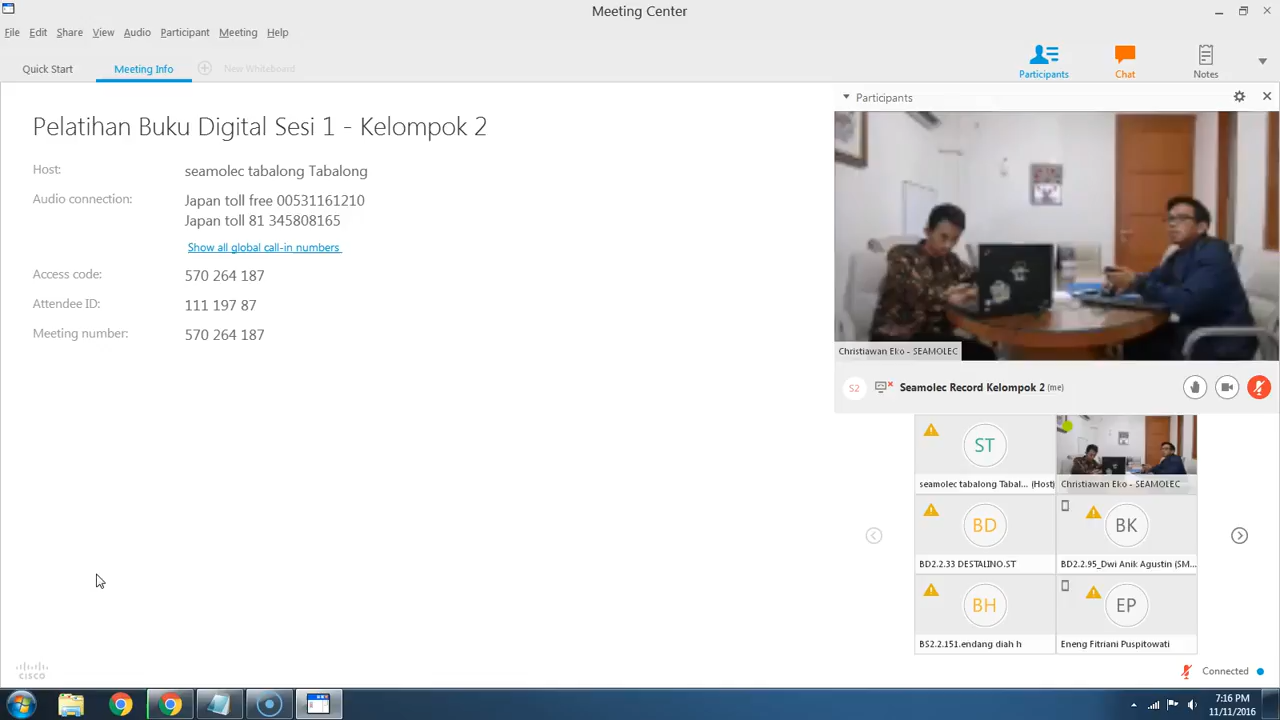 Meeting Center
File Edit Share View Audio Participant Meeting Help
Quick Start Meeting Info New Whiteboard
Participants Chat Notes
Participants
Pelatihan Buku Digital Sesi 1 - Kelompok 2
Host: seamolec tabalong Tabalong
Audio connection: Japan toll free 00531161210
Japan toll 81 345808165
Show all global call-in numbers
Access code: 570 264 187
Attendee ID: 111 197 87
Meeting number: 570 264 187
Christiawan Eko - SEAMOLEC
S2 Seamolec Record Kelompok 2 (me)
ST
seamolec tabalong Tabal... (Host)
Christiawan Eko - SEAMOLEC
BD
BD2.2.33 DESTALINO.ST
BK
BD2.2.95_Dwi Anik Agustin (SM...
BH
BS2.2.151.endang diah h
EP
Eneng Fitriani Puspitowati
cisco
Connected
7:16 PM
11/11/2016